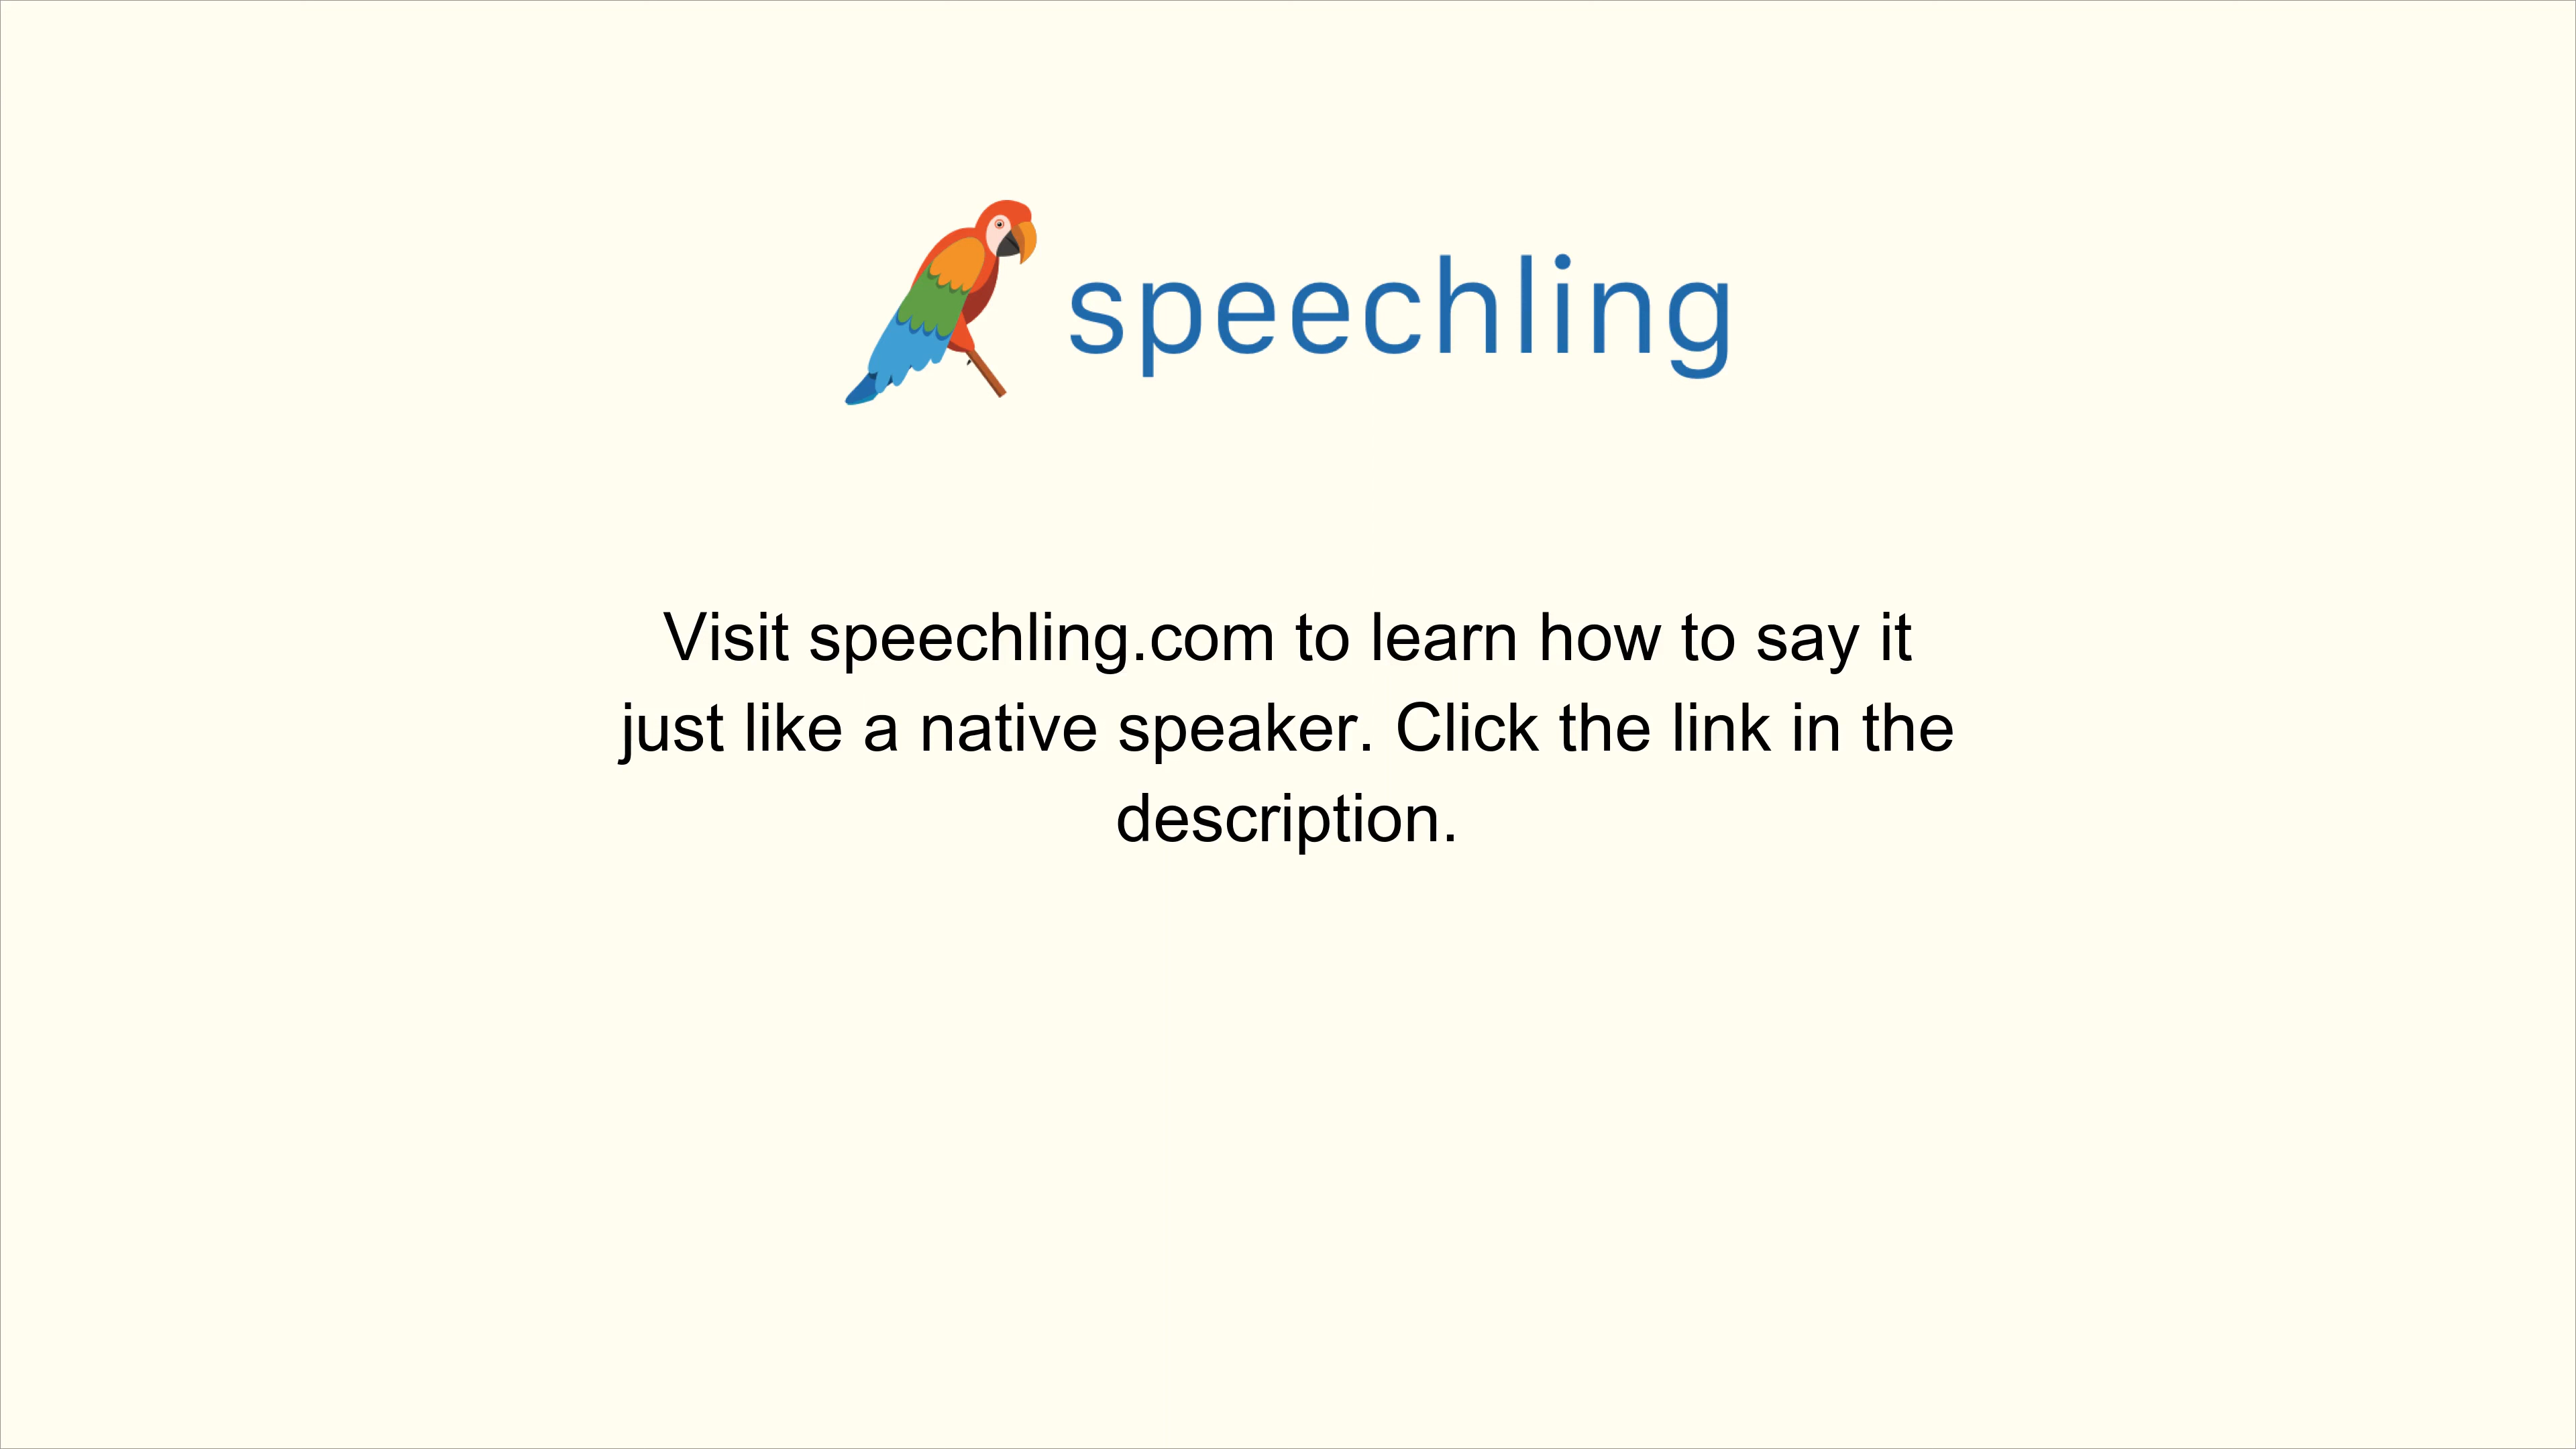 speechling
Visit speechling.com to learn how to say it
just like a native speaker. Click the link in the
description.